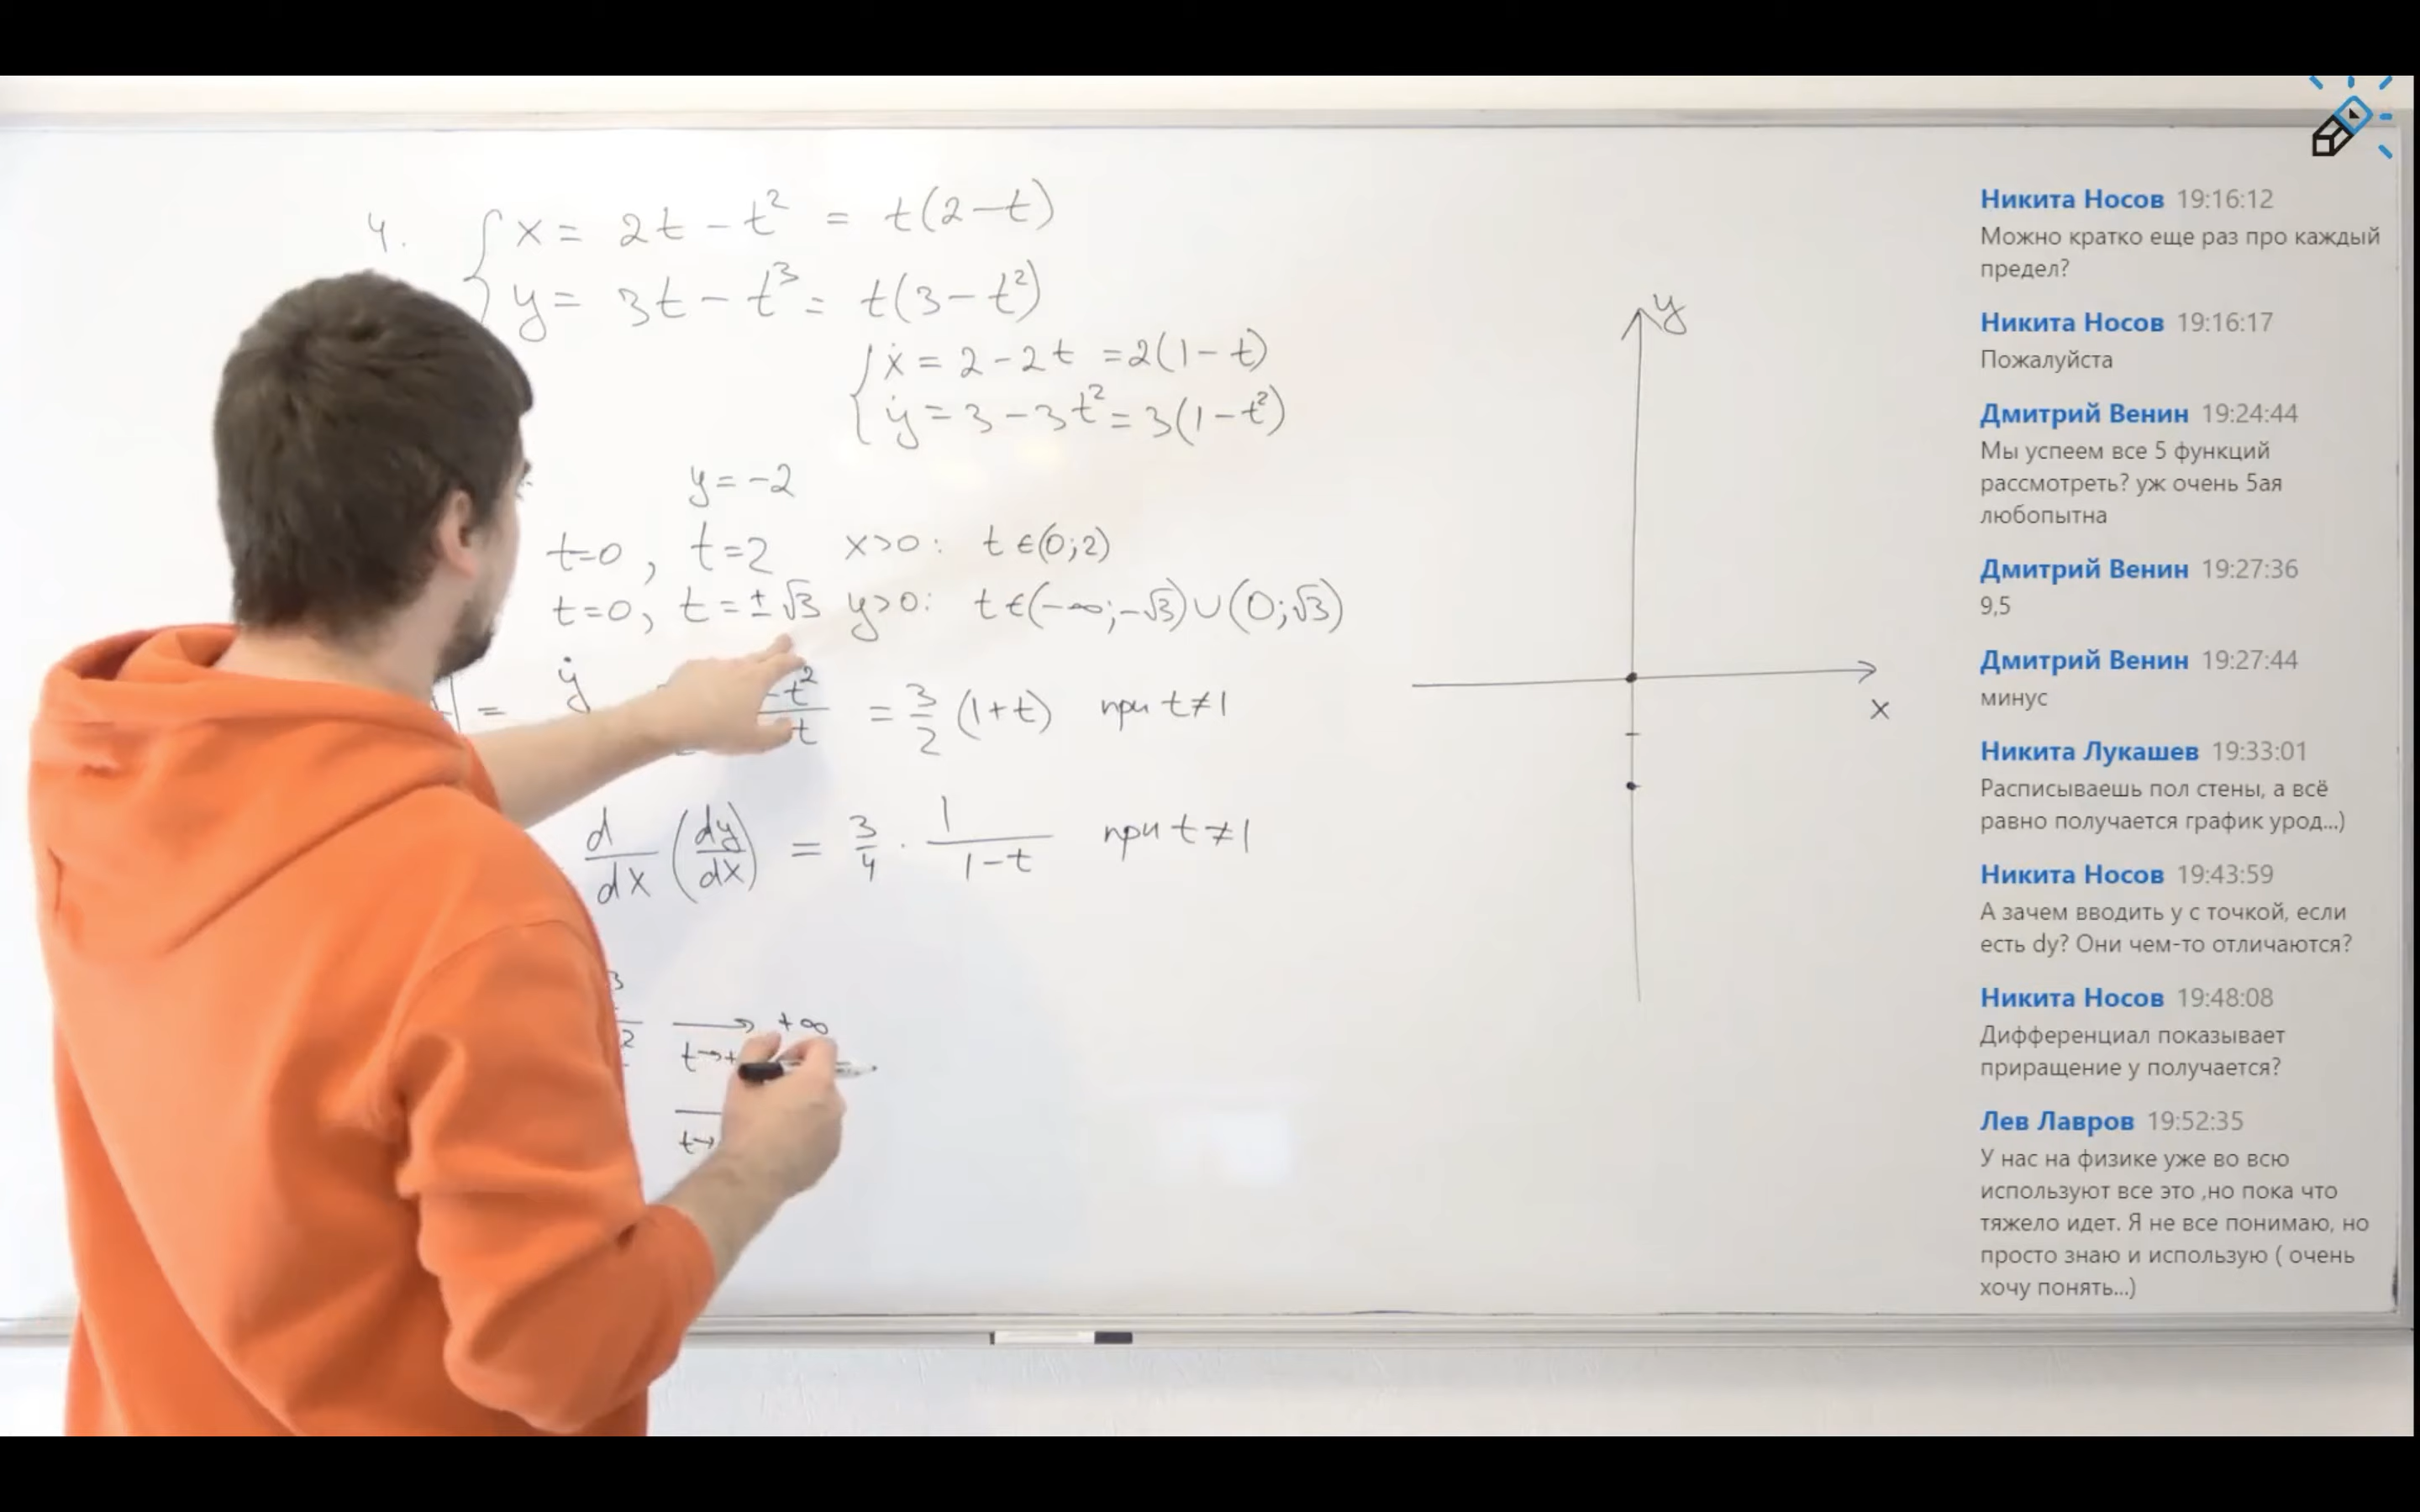 4. { x = 2t - t² = t(2-t)
y = 3t - t³ = t(3-t²)
{ ẋ = 2-2t = 2(1-t)
ẏ = 3-3t² = 3(1-t²)
y = -2
t=0, t=2 x>0: t∈(0;2)
t=0, t=±√3 y>0: t∈(-∞;-√3)∪(0;√3)
= ẏ -t² / t = 3/2 (1+t) при t≠1
d/dx (dy/dx) = 3/4 · 1/(1-t) при t≠1
3
2 → +∞
t→+
t→
y
x
Никита Носов 19:16:12
Можно кратко еще раз про каждый
предел?
Никита Носов 19:16:17
Пожалуйста
Дмитрий Венин 19:24:44
Мы успеем все 5 функций
рассмотреть? уж очень 5ая
любопытна
Дмитрий Венин 19:27:36
9,5
Дмитрий Венин 19:27:44
минус
Никита Лукашев 19:33:01
Расписываешь пол стены, а всё
равно получается график урод...)
Никита Носов 19:43:59
А зачем вводить у с точкой, если
есть dy? Они чем-то отличаются?
Никита Носов 19:48:08
Дифференциал показывает
приращение у получается?
Лев Лавров 19:52:35
У нас на физике уже во всю
используют все это ,но пока что
тяжело идет. Я не все понимаю, но
просто знаю и использую ( очень
хочу понять...)